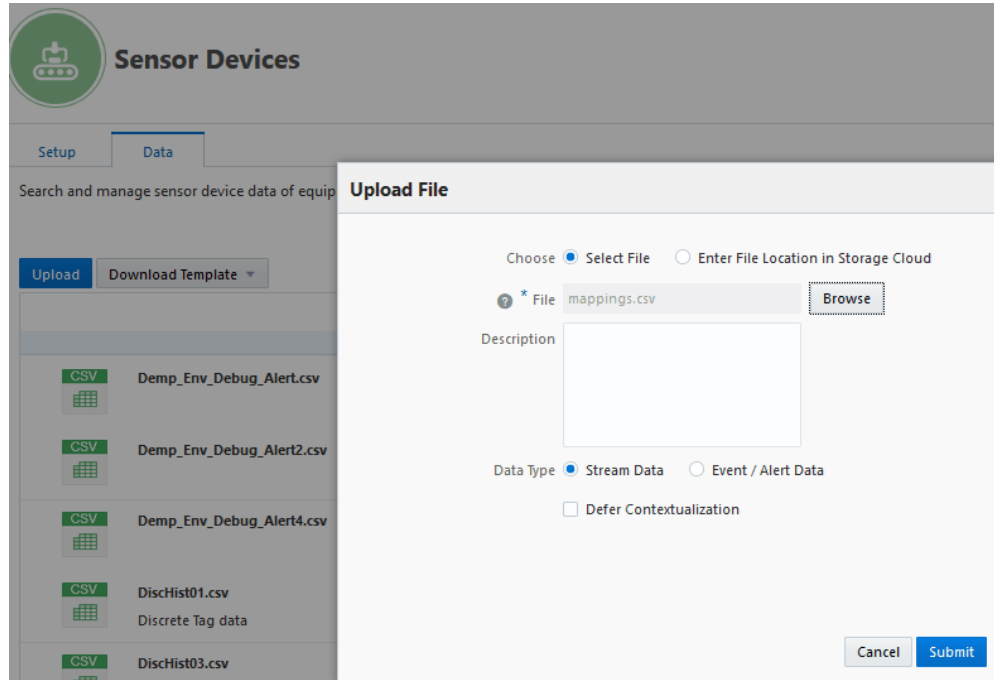 Sensor Devices
Setup
Data
Search and manage sensor device data of equip
Upload
Download Template
CSV
Demp_Env_Debug_Alert.csv
CSV
Demp_Env_Debug_Alert2.csv
CSV
Demp_Env_Debug_Alert4.csv
CSV
DiscHist01.csv
Discrete Tag data
CSV
DiscHist03.csv
Upload File
Choose Select File Enter File Location in Storage Cloud
? * File mappings.csv Browse
Description
Data Type Stream Data Event / Alert Data
Defer Contextualization
Cancel Submit